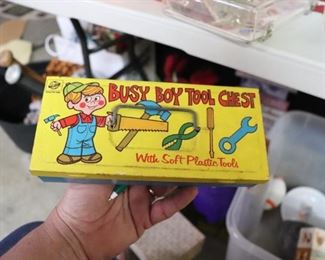 BUSY BOY TOOL CHEST
With Soft Plastic Tools